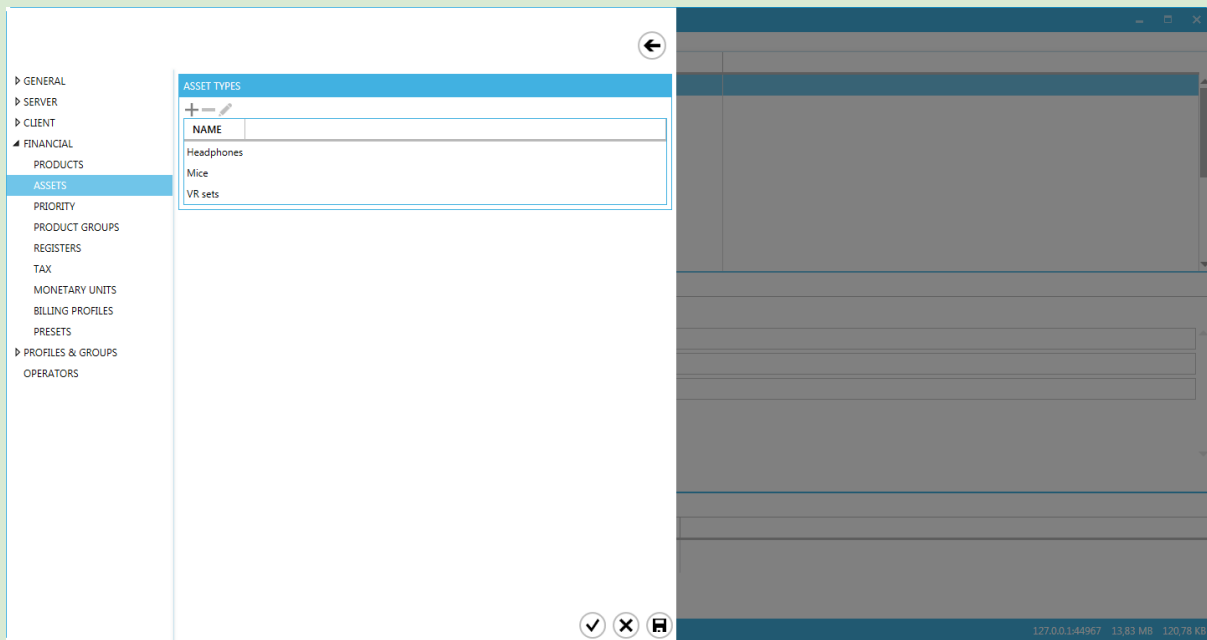 GENERAL
SERVER
CLIENT
FINANCIAL
PRODUCTS
ASSETS
PRIORITY
PRODUCT GROUPS
REGISTERS
TAX
MONETARY UNITS
BILLING PROFILES
PRESETS
PROFILES & GROUPS
OPERATORS
ASSET TYPES
NAME
Headphones
Mice
VR sets
127.0.0.1:44967 13,83 MB 120,78 KB